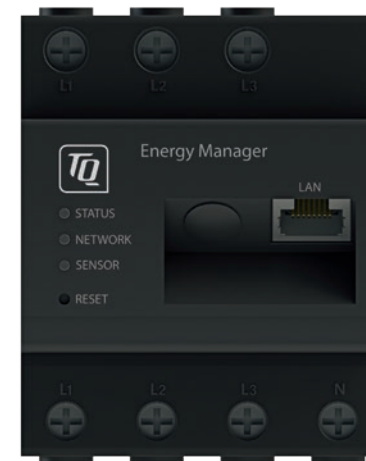 L1 L2 L3
TQ Energy Manager
LAN
STATUS
NETWORK
SENSOR
RESET
L1 L2 L3 N